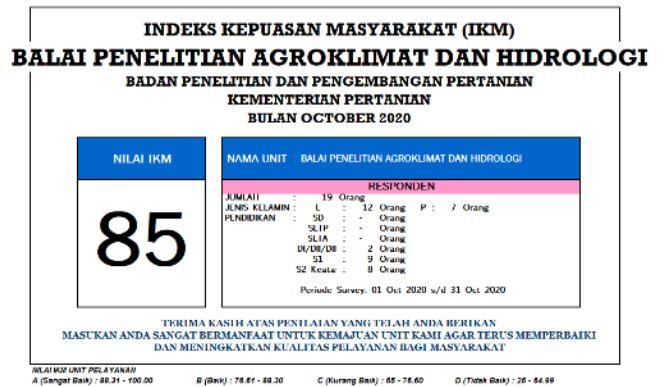 INDEKS KEPUASAN MASYARAKAT (IKM)
BALAI PENELITIAN AGROKLIMAT DAN HIDROLOGI
BADAN PENELITIAN DAN PENGEMBANGAN PERTANIAN
KEMENTERIAN PERTANIAN
BULAN OCTOBER 2020
NILAI IKM
85
NAMA UNIT : BALAI PENELITIAN AGROKLIMAT DAN HIDROLOGI
RESPONDEN
JUMLAH : 19 Orang
JENIS KELAMIN : L : 12 Orang P : 7 Orang
PENDIDIKAN : SD : - Orang
SLTP : - Orang
SLTA : - Orang
DI/DII/DIII : 2 Orang
S1 : 9 Orang
S2 Keatas : 8 Orang
Periode Survey. 01 Oct 2020 s/d 31 Oct 2020
TERIMA KASIH ATAS PENILAIAN YANG TELAH ANDA BERIKAN
MASUKAN ANDA SANGAT BERMANFAAT UNTUK KEMAJUAN UNIT KAMI AGAR TERUS MEMPERBAIKI
DAN MENINGKATKAN KUALITAS PELAYANAN BAGI MASYARAKAT
NILAI IKM UNIT PELAYANAN
A (Sangat Baik) : 88.31 - 100.00 B (Baik) : 76.61 - 88.30 C (Kurang Baik) : 65 - 76.60 D (Tidak Baik) : 25 - 64.99